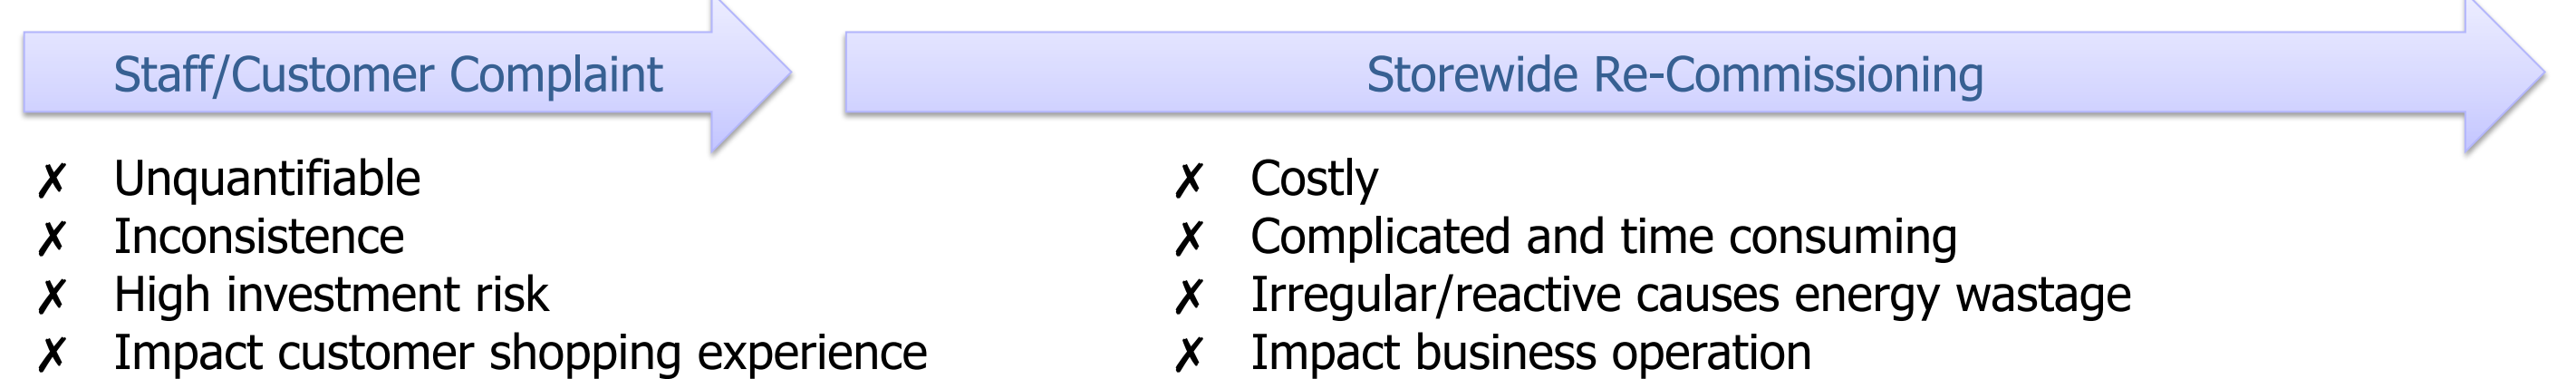 Staff/Customer Complaint
✗ Unquantifiable
✗ Inconsistence
✗ High investment risk
✗ Impact customer shopping experience
Storewide Re-Commissioning
✗ Costly
✗ Complicated and time consuming
✗ Irregular/reactive causes energy wastage
✗ Impact business operation